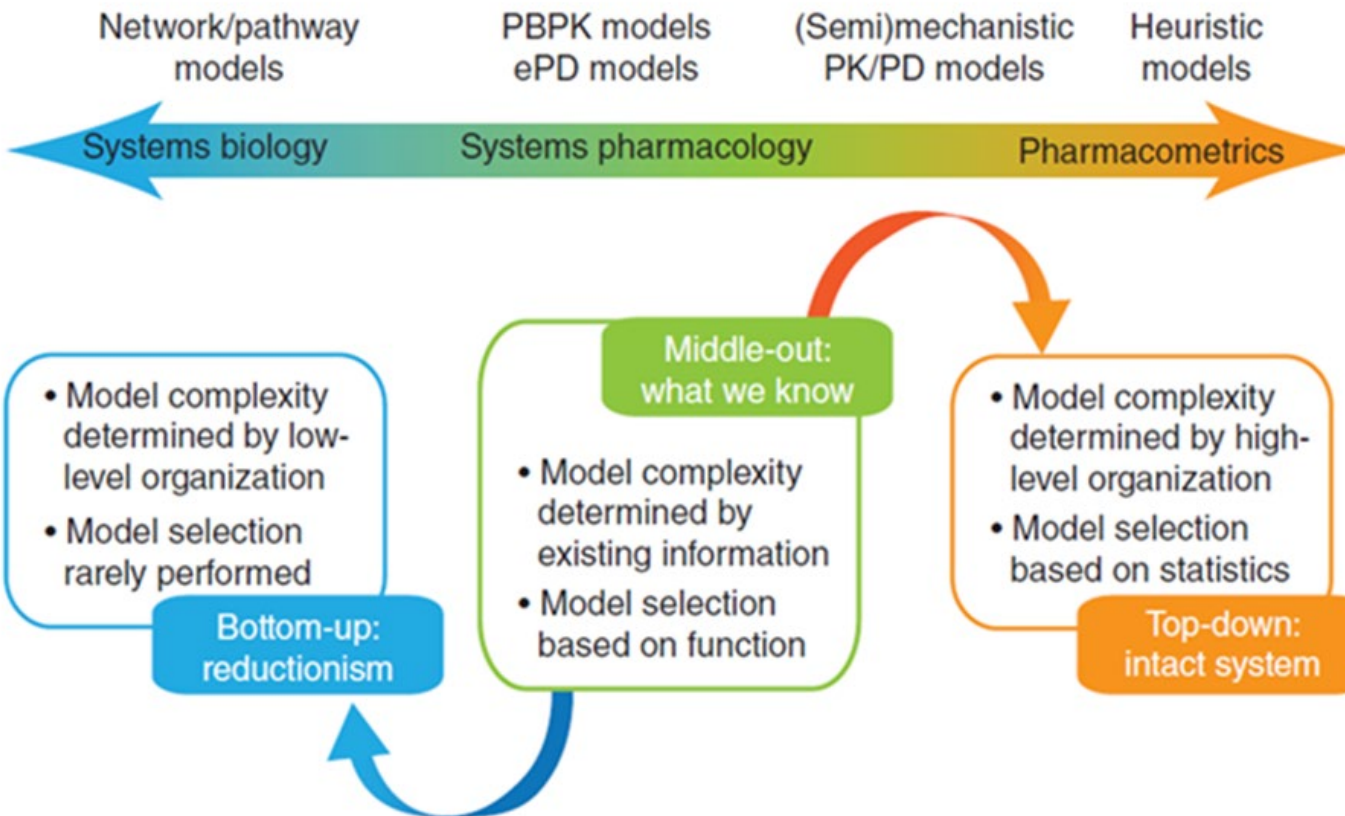 Network/pathway
models
PBPK models
ePD models
(Semi)mechanistic
PK/PD models
Heuristic
models
Systems biology
Systems pharmacology
Pharmacometrics
• Model complexity
determined by low-
level organization
• Model selection
rarely performed
Bottom-up:
reductionism
Middle-out:
what we know
• Model complexity
determined by
existing information
• Model selection
based on function
• Model complexity
determined by high-
level organization
• Model selection
based on statistics
Top-down:
intact system